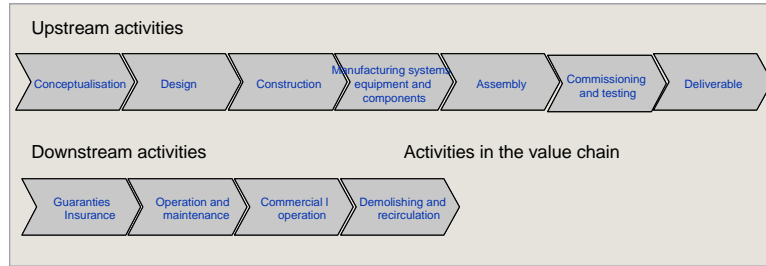 Upstream activities
Conceptualisation
Design
Construction
Manufacturing systems
equipment and
components
Assembly
Commissioning
and testing
Deliverable
Downstream activities
Activities in the value chain
Guaranties
Insurance
Operation and
maintenance
Commercial l
operation
Demolishing and
recirculation